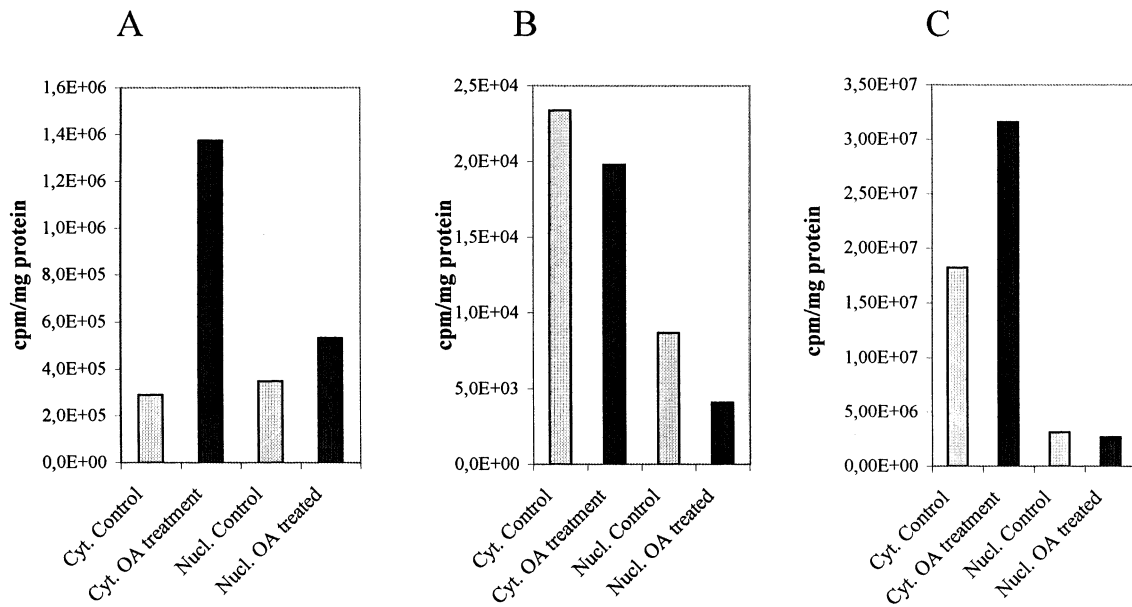 A
B
C
cpm/mg protein
1,6E+06
1,4E+06
1,2E+06
1,0E+06
8,0E+05
6,0E+05
4,0E+05
2,0E+05
0,0E+00
Cyt. Control
Cyt. OA treatment
Nucl. Control
Nucl. OA treated
cpm/mg protein
2,5E+04
2,0E+04
1,5E+04
1,0E+04
5,0E+03
0,0E+00
Cyt. Control
Cyt. OA treatment
Nucl. Control
Nucl. OA treated
cpm/mg protein
3,50E+07
3,00E+07
2,50E+07
2,00E+07
1,50E+07
1,00E+07
5,00E+06
0,00E+00
Cyt. Control
Cyt. OA treatment
Nucl. Control
Nucl. OA treated